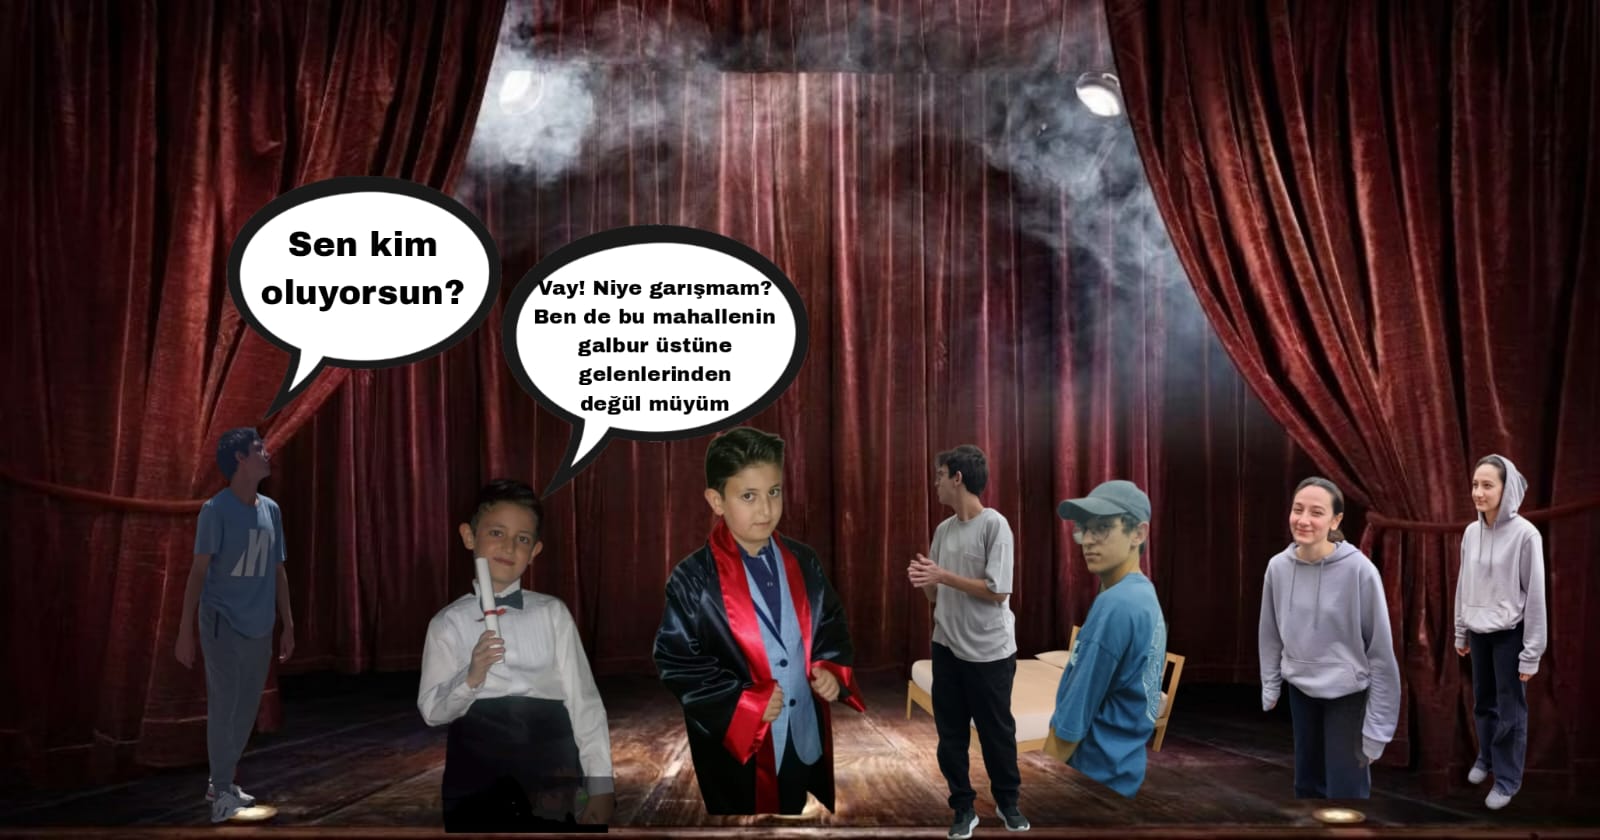 Sen kim
oluyorsun?
Vay! Niye garışmam?
Ben de bu mahallenin
galbur üstüne
gelenlerinden
değül müyüm